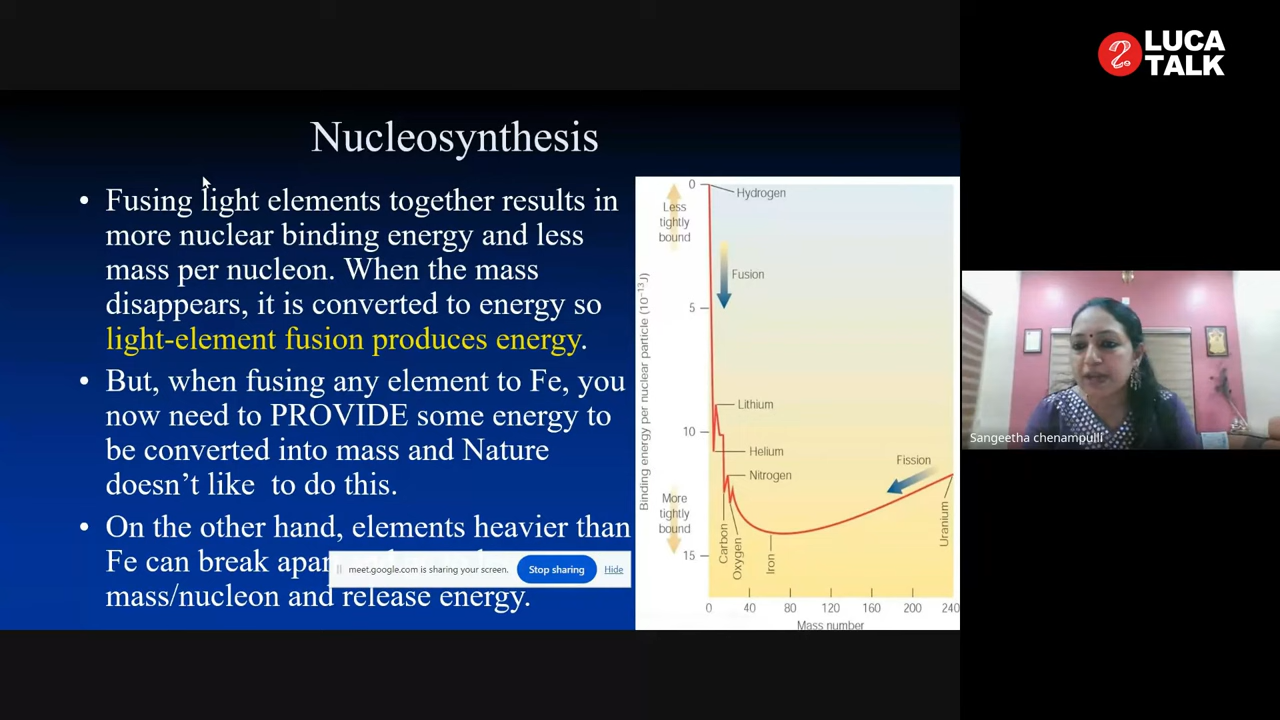 LUCA
TALK
Nucleosynthesis
• Fusing light elements together results in
more nuclear binding energy and less
mass per nucleon. When the mass
disappears, it is converted to energy so
light-element fusion produces energy.
• But, when fusing any element to Fe, you
now need to PROVIDE some energy to
be converted into mass and Nature
doesn't like to do this.
• On the other hand, elements heavier than
Fe can break
mass/nucleon and release energy.
meet.google.com is sharing your screen.
Stop sharing
Hide
0
5
10
15
Binding energy per nuclear particle (10⁻¹³J)
Less
tightly
bound
More
tightly
bound
Hydrogen
Fusion
Lithium
Helium
Nitrogen
Fission
Carbon
Oxygen
Iron
Uranium
0 40 80 120 160 200 240
Mass number
Sangeetha chenampulli